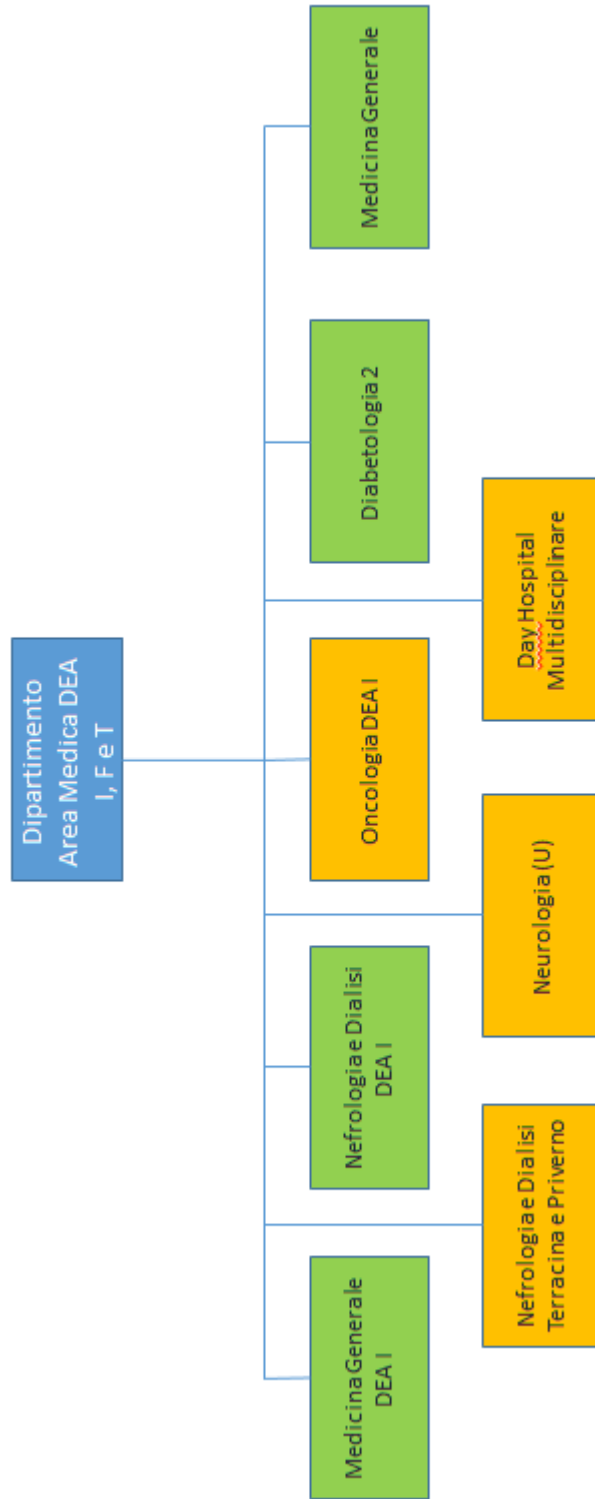 Dipartimento
Area Medica DEA
I, F e T
Medicina Generale
DEA I
Nefrologia e Dialisi
DEA I
Oncologia DEA I
Diabetologia 2
Medicina Generale
Nefrologia e Dialisi
Terracina e Priverno
Neurologia (U)
Day Hospital
Multidisciplinare